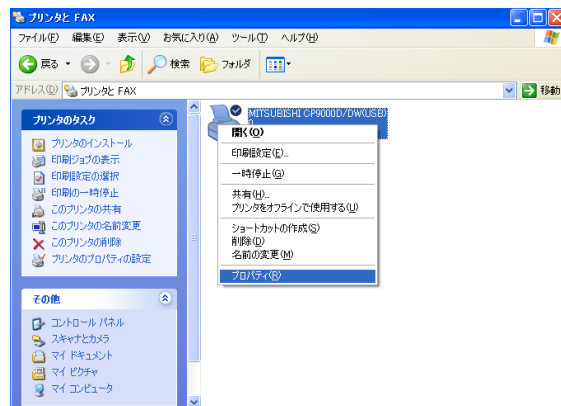 プリンタと FAX
ファイル(F) 編集(E) 表示(V) お気に入り(A) ツール(T) ヘルプ(H)
戻る 検索 フォルダ
アドレス(D) プリンタと FAX 移動
プリンタのタスク
プリンタのインストール
印刷ジョブの表示
印刷設定の選択
印刷の一時停止
このプリンタの共有
このプリンタの名前変更
このプリンタの削除
プリンタのプロパティの設定
その他
コントロール パネル
スキャナとカメラ
マイ ドキュメント
マイ ピクチャ
マイ コンピュータ
MITSUBISHI CP9000D/DW(USB)
開く(O)
印刷設定(E)...
一時停止(G)
共有(H)...
プリンタをオフラインで使用する(U)
ショートカットの作成(S)
削除(D)
名前の変更(M)
プロパティ(R)